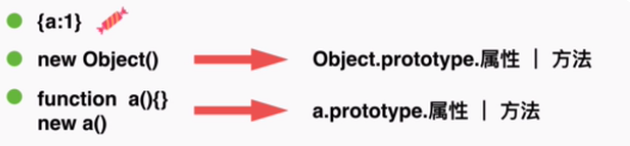 {a:1}
new Object() Object.prototype.属性 | 方法
function a(){}
new a() a.prototype.属性 | 方法